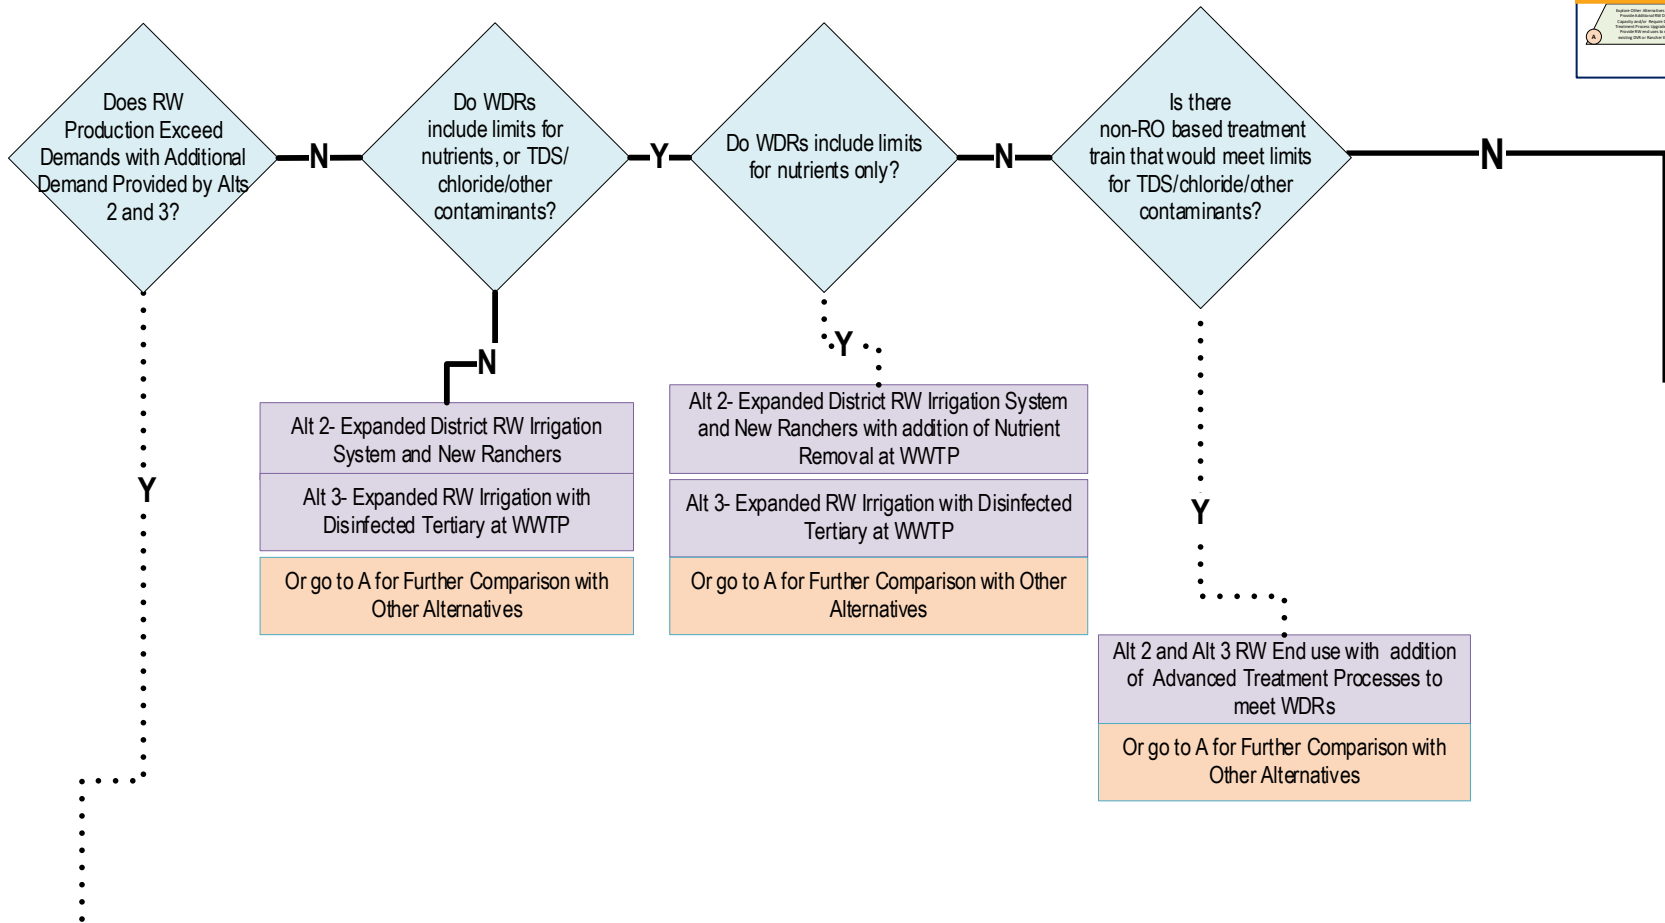 Does RW
Production Exceed
Demands with Additional
Demand Provided by Alts
2 and 3?
N
Do WDRs
include limits for
nutrients, or TDS/
chloride/other
contaminants?
Y
Do WDRs include limits
for nutrients only?
N
Is there
non-RO based treatment
train that would meet limits
for TDS/chloride/other
contaminants?
N
A
N
Alt 2- Expanded District RW Irrigation
System and New Ranchers
Alt 3- Expanded RW Irrigation with
Disinfected Tertiary at WWTP
Or go to A for Further Comparison with
Other Alternatives
Y
Alt 2- Expanded District RW Irrigation System
and New Ranchers with addition of Nutrient
Removal at WWTP
Alt 3- Expanded RW Irrigation with Disinfected
Tertiary at WWTP
Or go to A for Further Comparison with Other
Alternatives
Y
Y
Alt 2 and Alt 3 RW End use with addition
of Advanced Treatment Processes to
meet WDRs
Or go to A for Further Comparison with
Other Alternatives